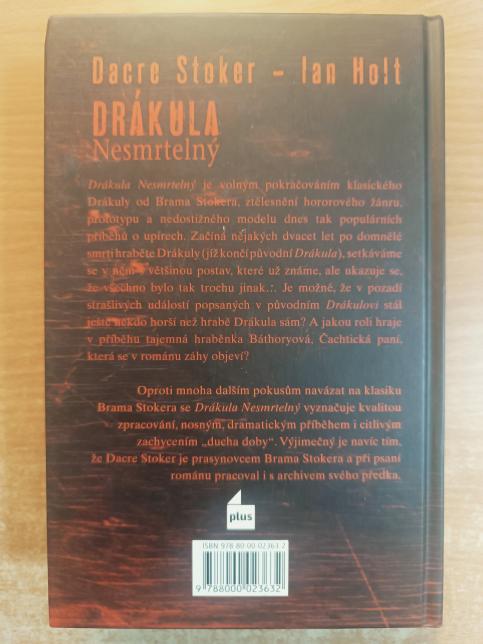 Dacre Stoker – Ian Holt
DRÁKULA
Nesmrtelný
Drákula Nesmrtelný je volným pokračováním klasického
Drákuly od Brama Stokera, ztělesnění hororového žánru,
prototypu a nedostižného modelu dnes tak populárních
příběhů o upírech. Začíná nějakých dvacet let po domnělé
smrti hraběte Drákuly (jíž končí původní Drákula), setkáváme
se v něm s většinou postav, které už známe, ale ukazuje se,
že všechno bylo tak trochu jinak... Je možné, že v pozadí
strašlivých událostí popsaných v původním Drákulovi stál
ještě někdo horší než hrabě Drákula sám? A jakou roli hraje
v příběhu tajemná hraběnka Báthoryová, Čachtická paní,
která se v románu záhy objeví?
Oproti mnoha dalším pokusům navázat na klasiku
Brama Stokera se Drákula Nesmrtelný vyznačuje kvalitou
zpracování, nosným, dramatickým příběhem i citlivým
zachycením „ducha doby“. Výjimečný je navíc tím,
že Dacre Stoker je prasynovcem Brama Stokera a při psaní
románu pracoval i s archivem svého předka.
plus
ISBN 978 80 00 02363 2
9 788000 023632